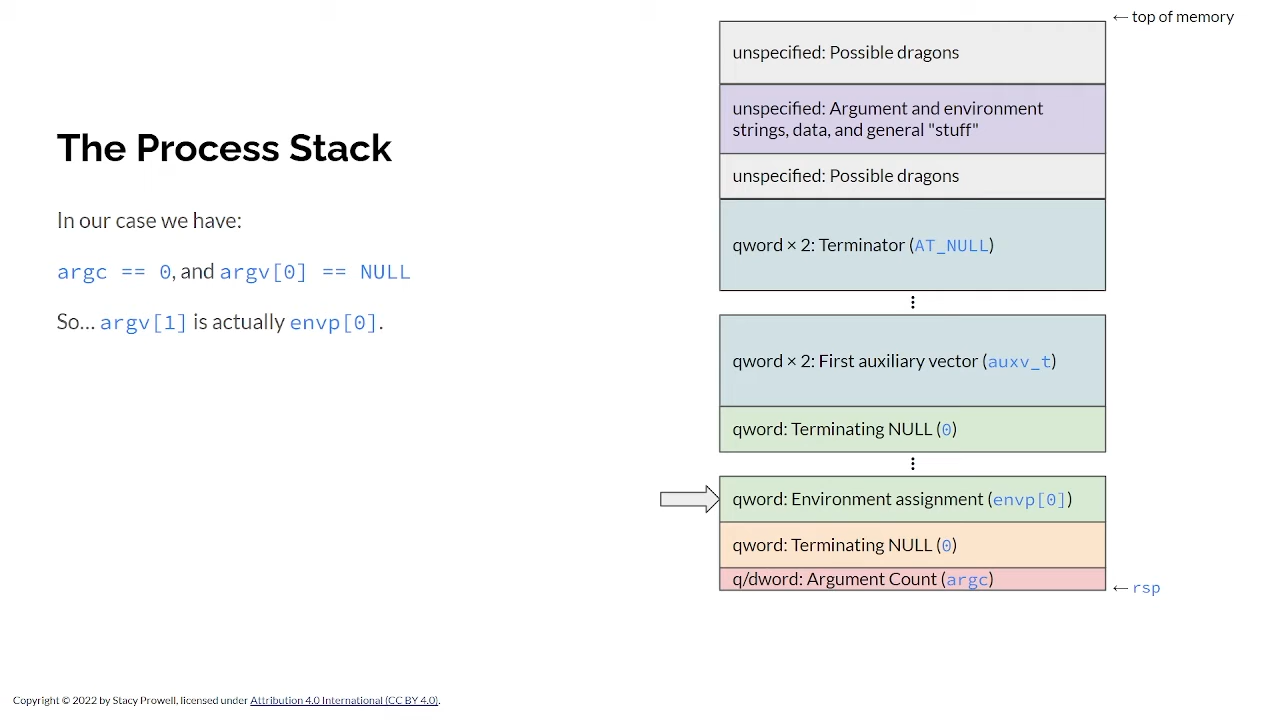 The Process Stack
In our case we have:
argc == 0, and argv[0] == NULL
So... argv[1] is actually envp[0].
← top of memory
unspecified: Possible dragons
unspecified: Argument and environment
strings, data, and general "stuff"
unspecified: Possible dragons
qword × 2: Terminator (AT_NULL)
⋮
qword × 2: First auxiliary vector (auxv_t)
qword: Terminating NULL (0)
⋮
qword: Environment assignment (envp[0])
qword: Terminating NULL (0)
q/dword: Argument Count (argc)
← rsp
Copyright © 2022 by Stacy Prowell, licensed under Attribution 4.0 International (CC BY 4.0).